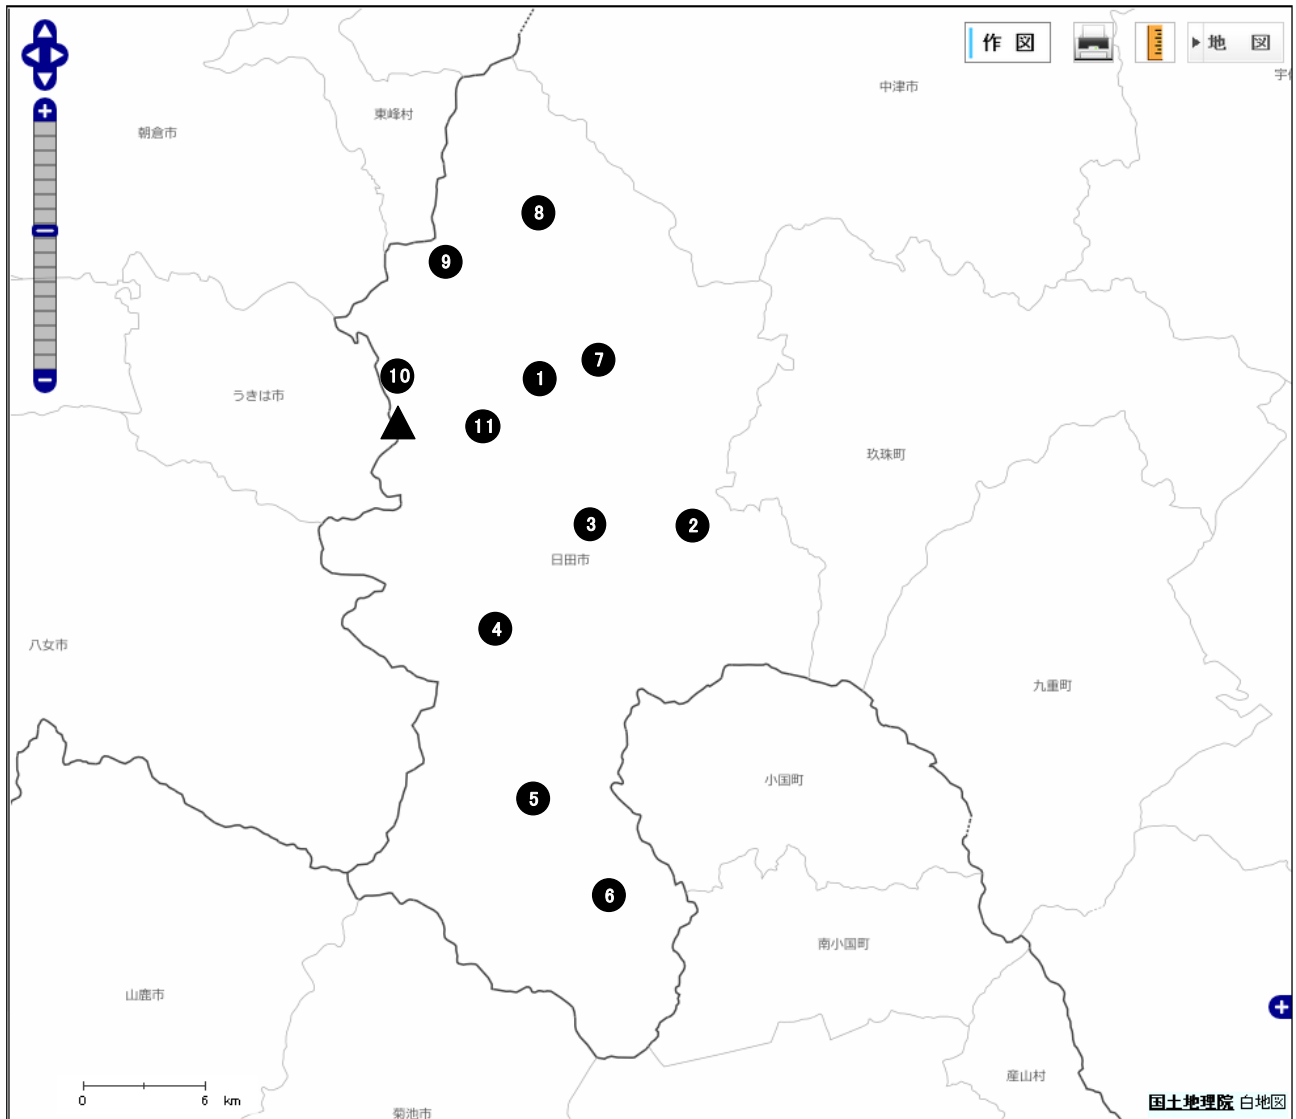 作 図
地 図
宇
中津市
東峰村
朝倉市
8
9
7
10
1
うきは市
11
玖珠町
3
2
日田市
4
八女市
九重町
小国町
5
6
南小国町
山鹿市
産山村
0 6 km
国土地理院 白地図
菊池市